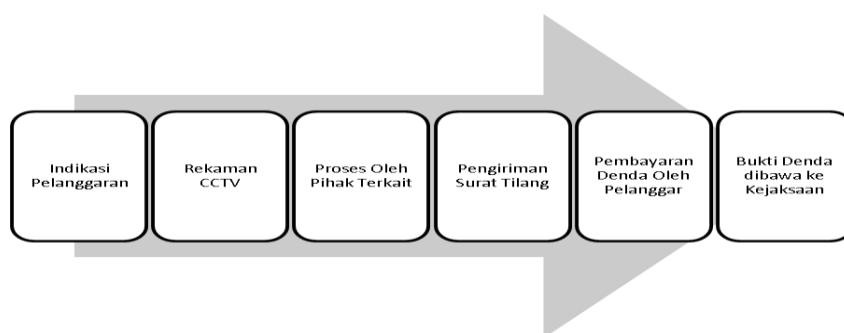 Indikasi
Pelanggaran
Rekaman
CCTV
Proses Oleh
Pihak Terkait
Pengiriman
Surat Tilang
Pembayaran
Denda Oleh
Pelanggar
Bukti Denda
dibawa ke
Kejaksaan